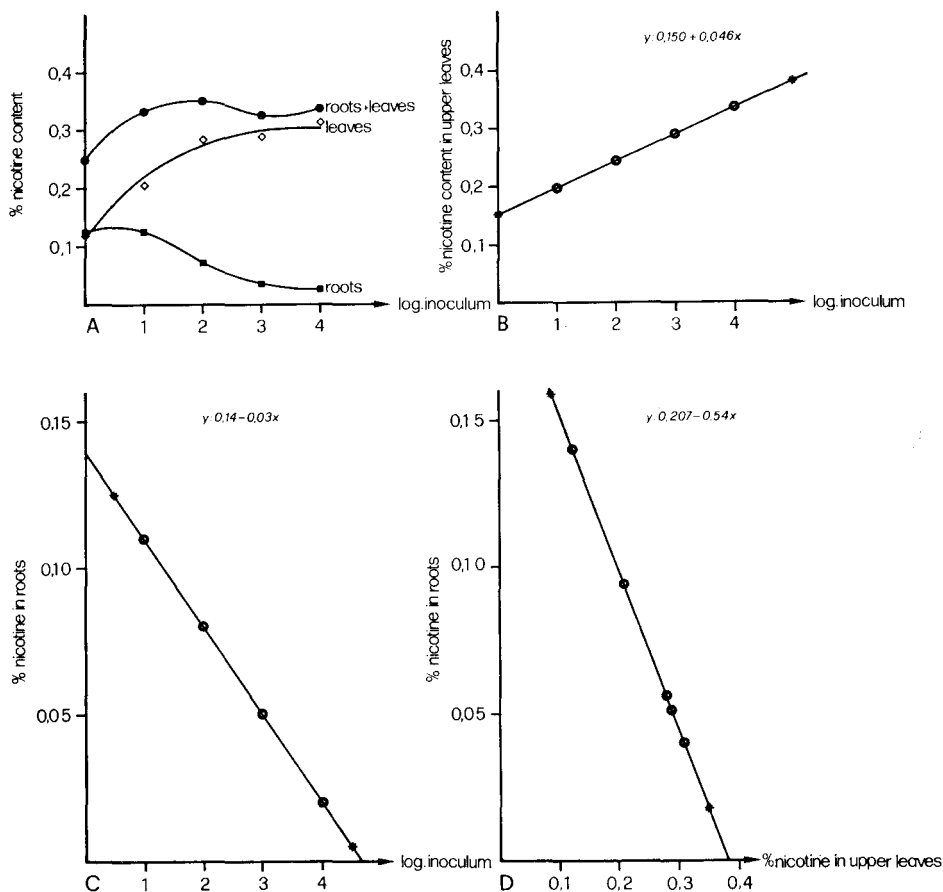 % nicotine content
0,4
0,3
0,2
0,1
roots+leaves
leaves
roots
A
1
2
3
4
log.inoculum
% nicotine content in upper leaves
y:0,150+0,046x
0,4
0,3
0,2
0,1
B
1
2
3
4
log.inoculum
% nicotine in roots
y:0,14-0,03x
0,15
0,10
0,05
C
1
2
3
4
log.inoculum
% nicotine in roots
y:0,207-0,54x
0,15
0,10
0,05
D
0,1
0,2
0,3
0,4
%nicotine in upper leaves